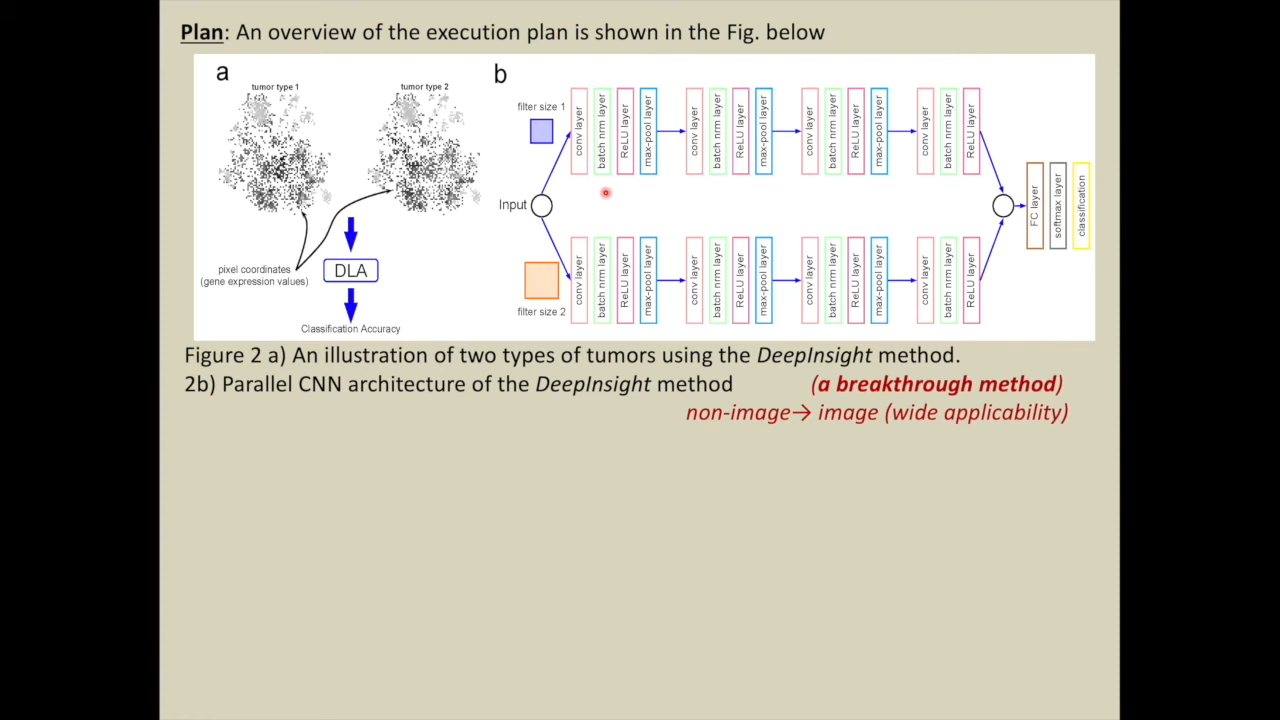 Plan: An overview of the execution plan is shown in the Fig. below
a
tumor type 1
tumor type 2
pixel coordinates
(gene expression values)
DLA
Classification Accuracy
b
filter size 1
conv layer
batch nrm layer
ReLU layer
max-pool layer
conv layer
batch nrm layer
ReLU layer
max-pool layer
conv layer
batch nrm layer
ReLU layer
max-pool layer
conv layer
batch nrm layer
ReLU layer
Input
FC layer
softmax layer
classification
filter size 2
conv layer
batch nrm layer
ReLU layer
max-pool layer
conv layer
batch nrm layer
ReLU layer
max-pool layer
conv layer
batch nrm layer
ReLU layer
max-pool layer
conv layer
batch nrm layer
ReLU layer
Figure 2 a) An illustration of two types of tumors using the DeepInsight method.
2b) Parallel CNN architecture of the DeepInsight method (a breakthrough method)
non-image→ image (wide applicability)